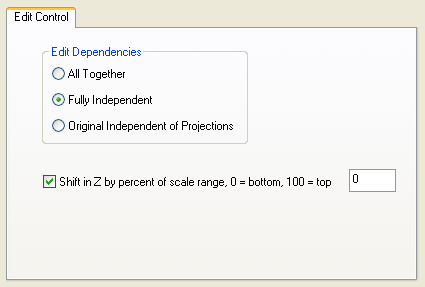 Edit Control
Edit Dependencies
All Together
Fully Independent
Original Independent of Projections
Shift in Z by percent of scale range, 0 = bottom, 100 = top 0